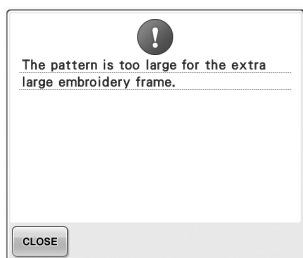 The pattern is too large for the extra
large embroidery frame.
CLOSE